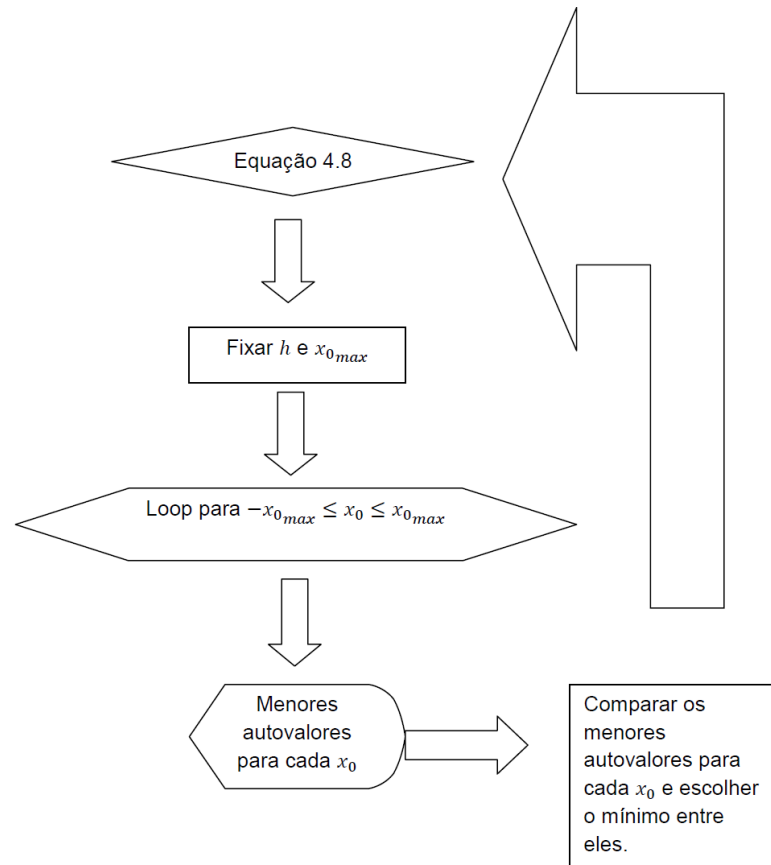 Equação 4.8
Fixar h e x₀ₘₐₓ
Loop para −x₀ₘₐₓ ≤ x₀ ≤ x₀ₘₐₓ
Menores
autovalores
para cada x₀
Comparar os
menores
autovalores para
cada x₀ e escolher
o mínimo entre
eles.